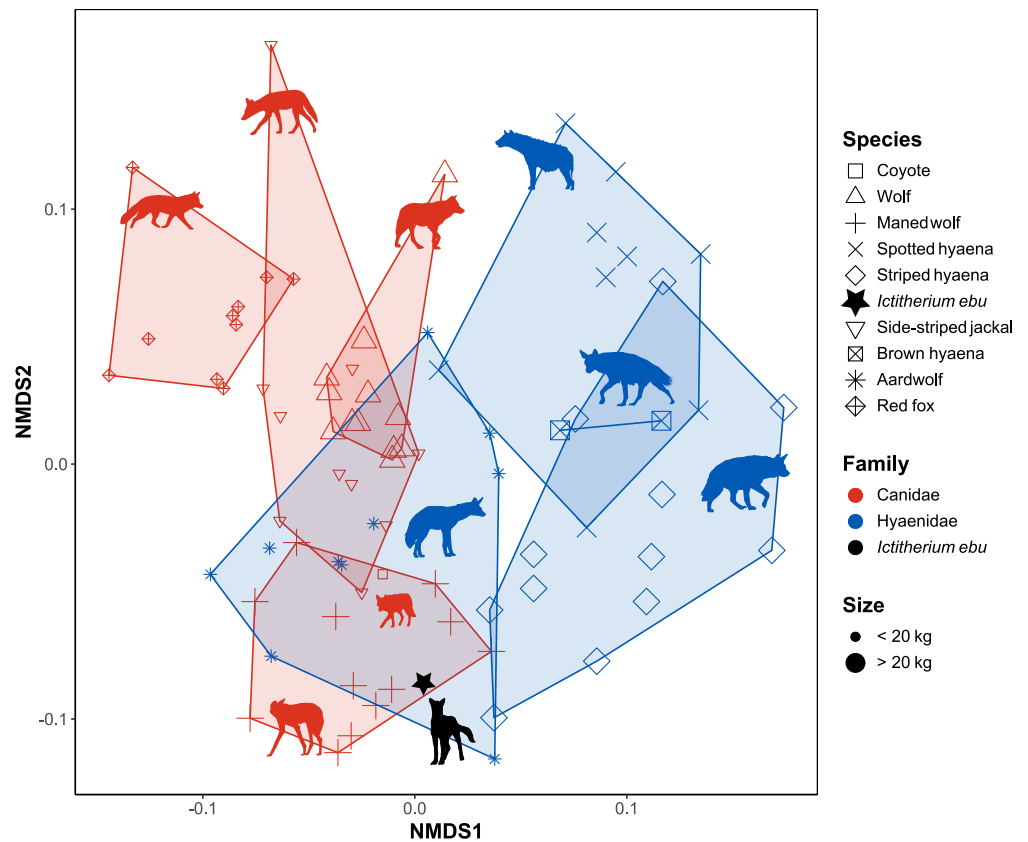 NMDS2
0.1
0.0
-0.1
-0.1
0.0
0.1
NMDS1
Species
Coyote
Wolf
Maned wolf
Spotted hyaena
Striped hyaena
Ictitherium ebu
Side-striped jackal
Brown hyaena
Aardwolf
Red fox
Family
Canidae
Hyaenidae
Ictitherium ebu
Size
< 20 kg
> 20 kg